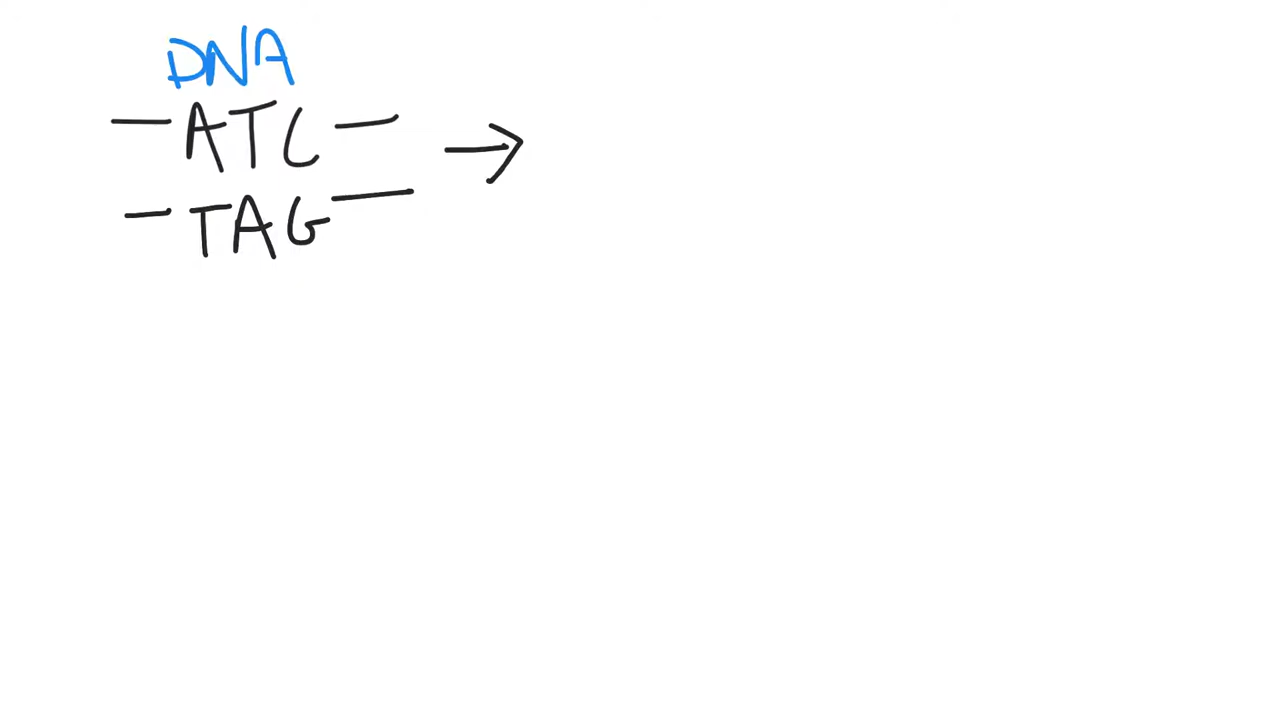 DNA
— ATC — →
— TAG —